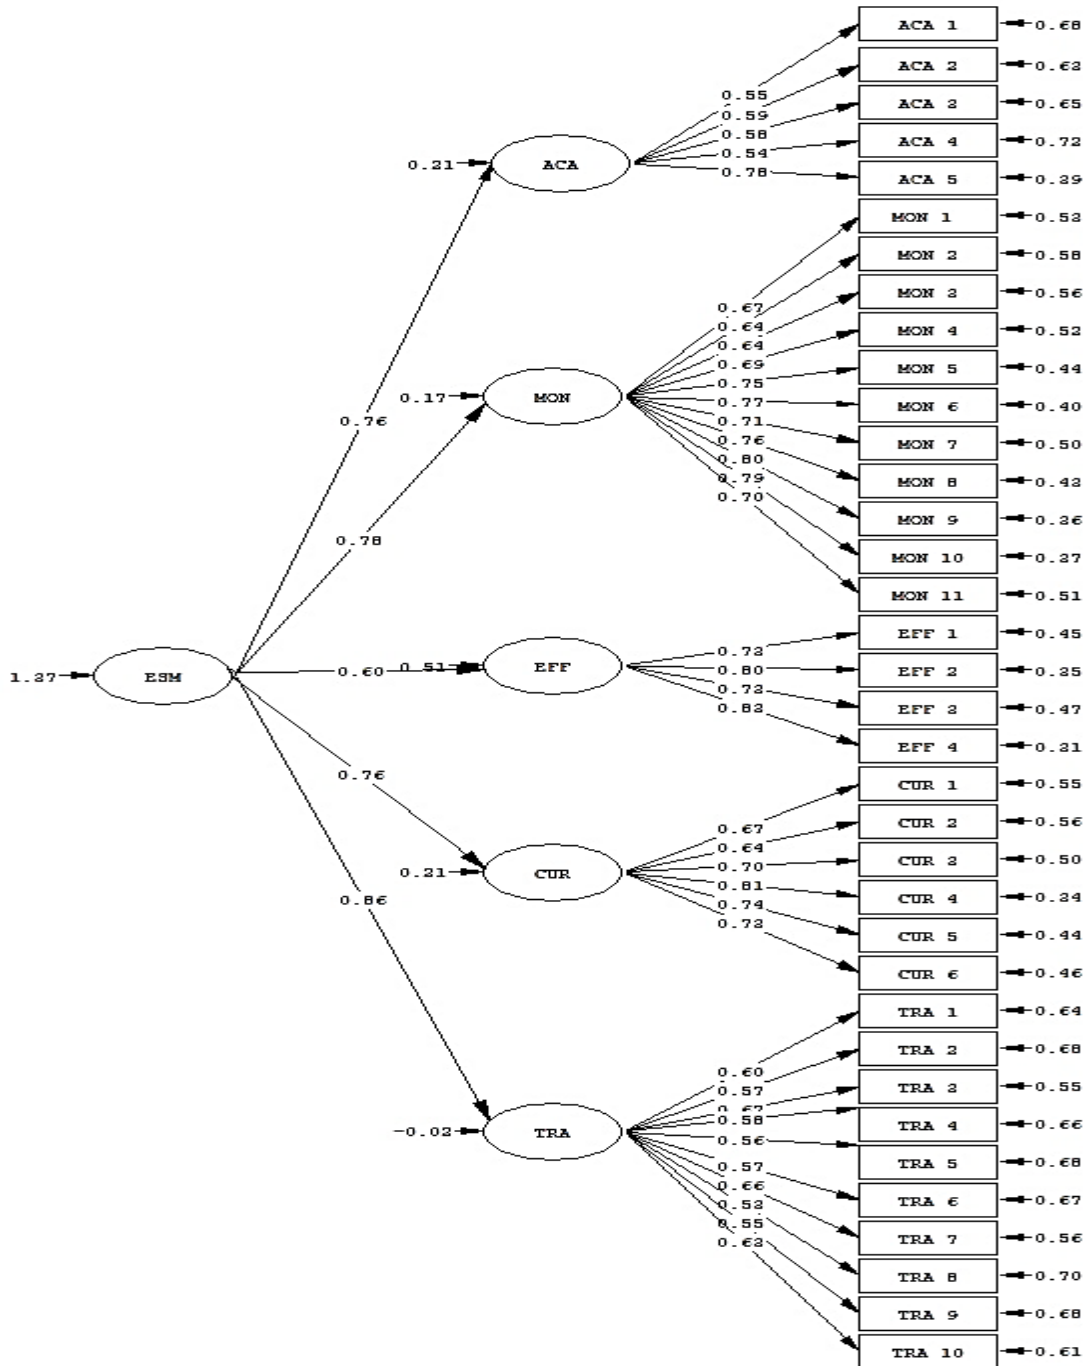 ACA 1
0.68
ACA 2
0.63
ACA 3
0.65
ACA 4
0.72
ACA 5
0.39
0.55
0.59
0.58
0.54
0.78
0.21
ACA
MON 1
0.53
MON 2
0.58
MON 3
0.56
MON 4
0.52
MON 5
0.44
MON 6
0.40
MON 7
0.50
MON 8
0.43
MON 9
0.36
MON 10
0.37
MON 11
0.51
0.67
0.64
0.64
0.69
0.75
0.77
0.71
0.76
0.80
0.79
0.70
0.17
MON
0.76
0.78
EFF 1
0.45
EFF 2
0.35
EFF 3
0.47
EFF 4
0.31
0.73
0.80
0.73
0.83
1.37
ESM
0.60
0.51
EFF
0.76
CUR 1
0.55
CUR 2
0.56
CUR 3
0.50
CUR 4
0.34
CUR 5
0.44
CUR 6
0.46
0.67
0.64
0.70
0.81
0.74
0.73
0.21
CUR
0.86
TRA 1
0.64
TRA 2
0.68
TRA 3
0.55
TRA 4
0.66
TRA 5
0.68
TRA 6
0.67
TRA 7
0.56
TRA 8
0.70
TRA 9
0.68
TRA 10
0.61
0.60
0.57
0.58
0.56
0.57
0.66
0.53
0.55
0.63
-0.02
TRA